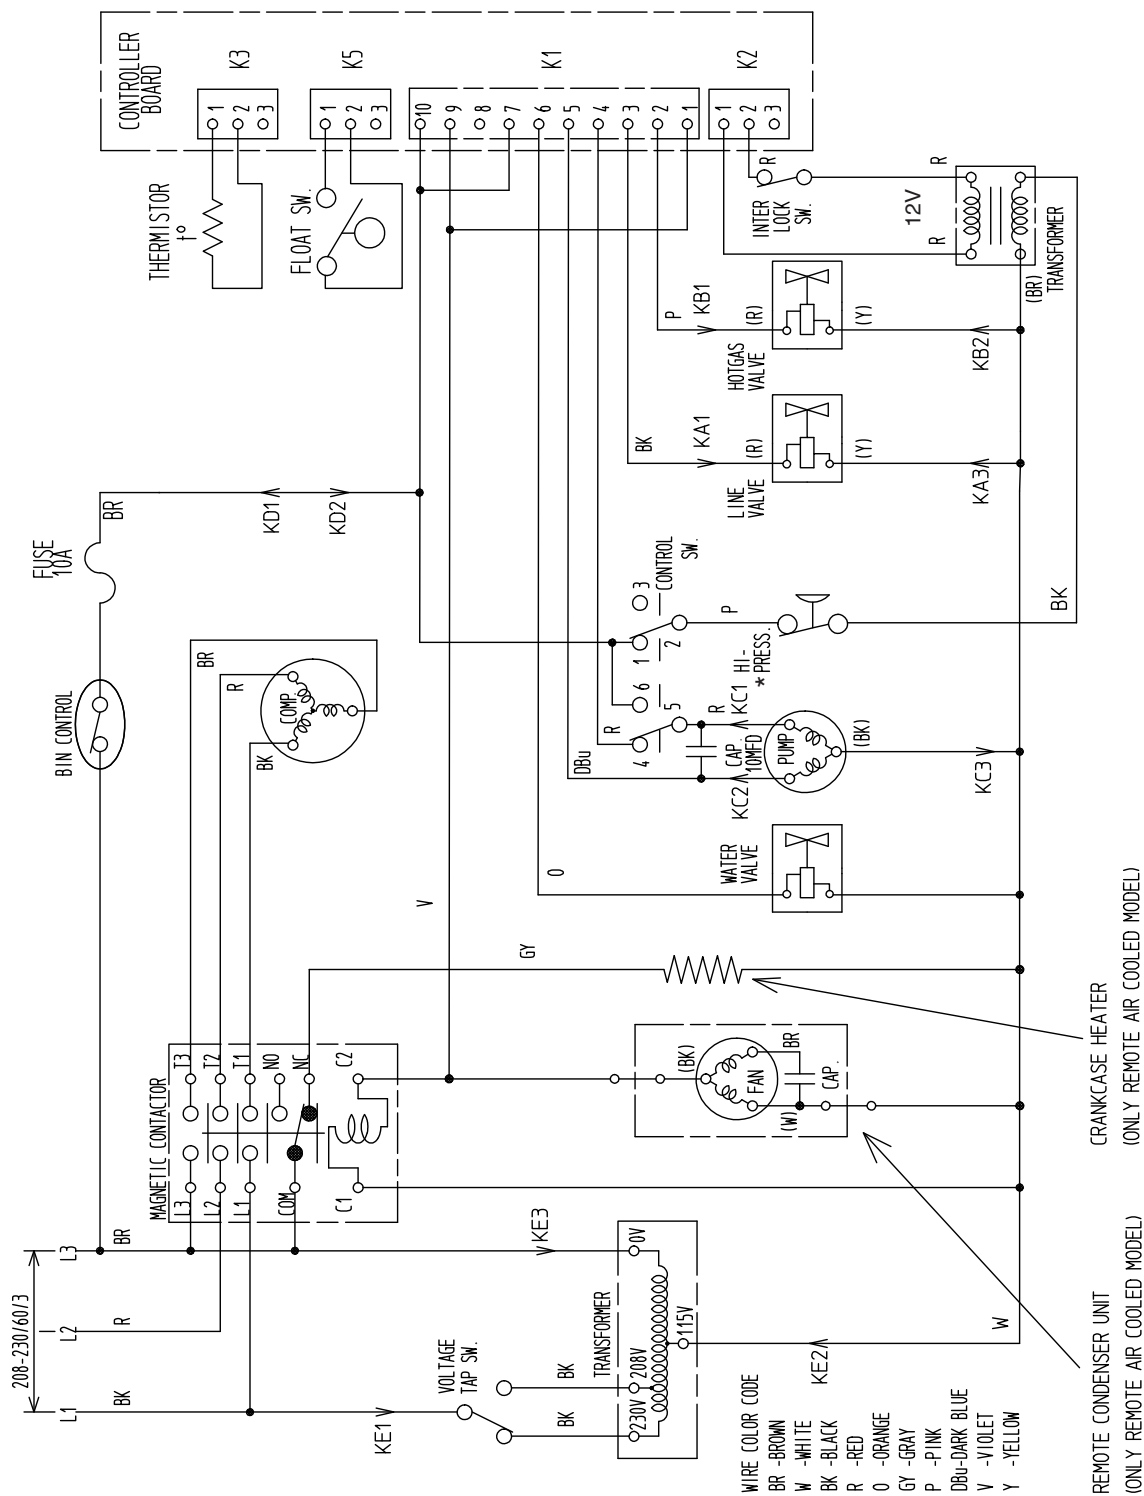 CONTROLLER
BOARD
K3
K5
K1
K2
1
2
3
1
2
3
10
9
8
7
6
5
4
3
2
1
1
2
3
THERMISTOR
t°
FLOAT SW.
INTER
LOCK
SW.
R
R
R
12V
TRANSFORMER
(BR)
P
KB1
(R)
(Y)
HOTGAS
VALVE
KB2
BK
KA1
(R)
(Y)
LINE
VALVE
KA3
FUSE
10A
BR
KD1
KD2
BIN CONTROL
BR
R
BK
COMP.
CONTROL
SW.
3
1
2
6
5
4
R
P
HI-
*PRESS.
BK
KC1
R
CAP.
10MFD
DBu
KC2
PUMP
(BK)
KC3
WATER
VALVE
O
V
GY
CRANKCASE HEATER
(ONLY REMOTE AIR COOLED MODEL)
MAGNETIC CONTACTOR
T3
T2
T1
NO
NC
C2
L3
L2
L1
COM
C1
(BK)
FAN
BR
CAP.
(W)
208-230/60/3
L3
L2
L1
BR
R
BK
KE3
KE1
VOLTAGE
TAP SW.
BK
BK
TRANSFORMER
0V
208V
230V
115V
KE2
W
REMOTE CONDENSER UNIT
(ONLY REMOTE AIR COOLED MODEL)
WIRE COLOR CODE
BR -BROWN
W -WHITE
BK -BLACK
R -RED
O -ORANGE
GY -GRAY
P -PINK
DBu-DARK BLUE
V -VIOLET
Y -YELLOW